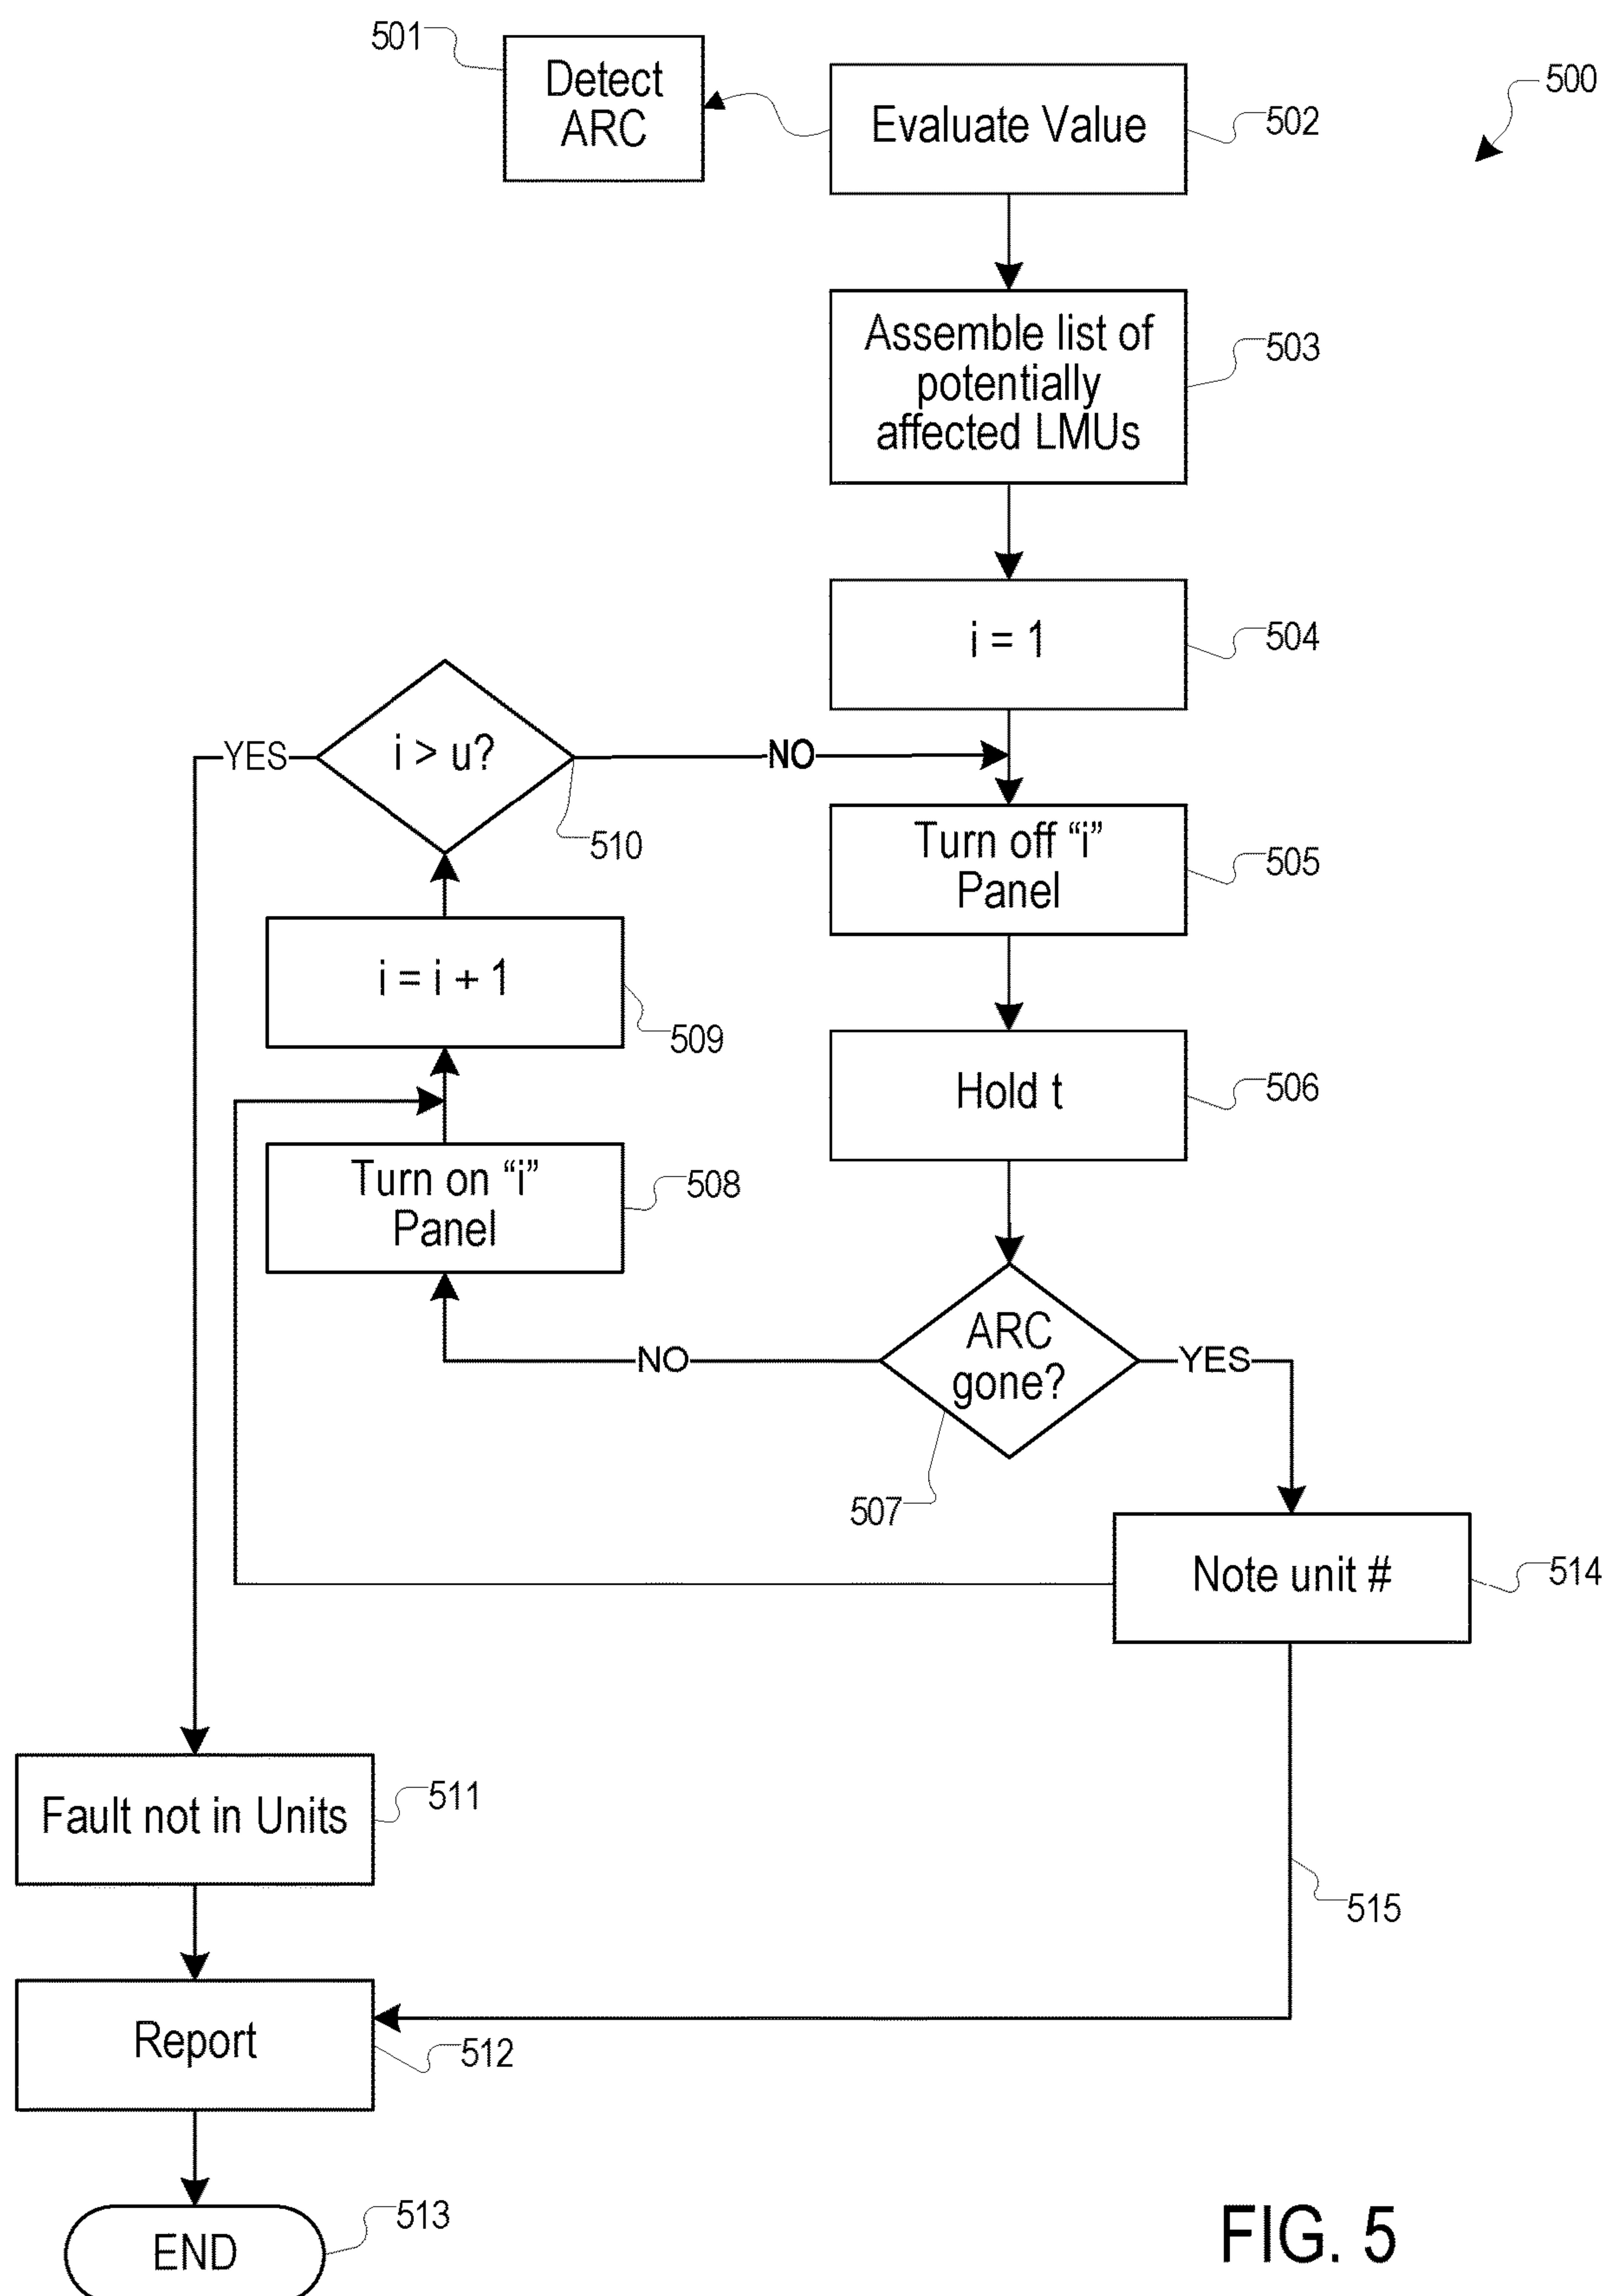 501
Detect
ARC
Evaluate Value
502
500
Assemble list of
potentially
affected LMUs
503
i = 1
504
YES
i > u?
NO
510
Turn off “i”
Panel
505
i = i + 1
509
Hold t
506
Turn on “i”
Panel
508
ARC
gone?
NO
YES
507
Note unit #
514
Fault not in Units
511
515
Report
512
END
513
FIG. 5